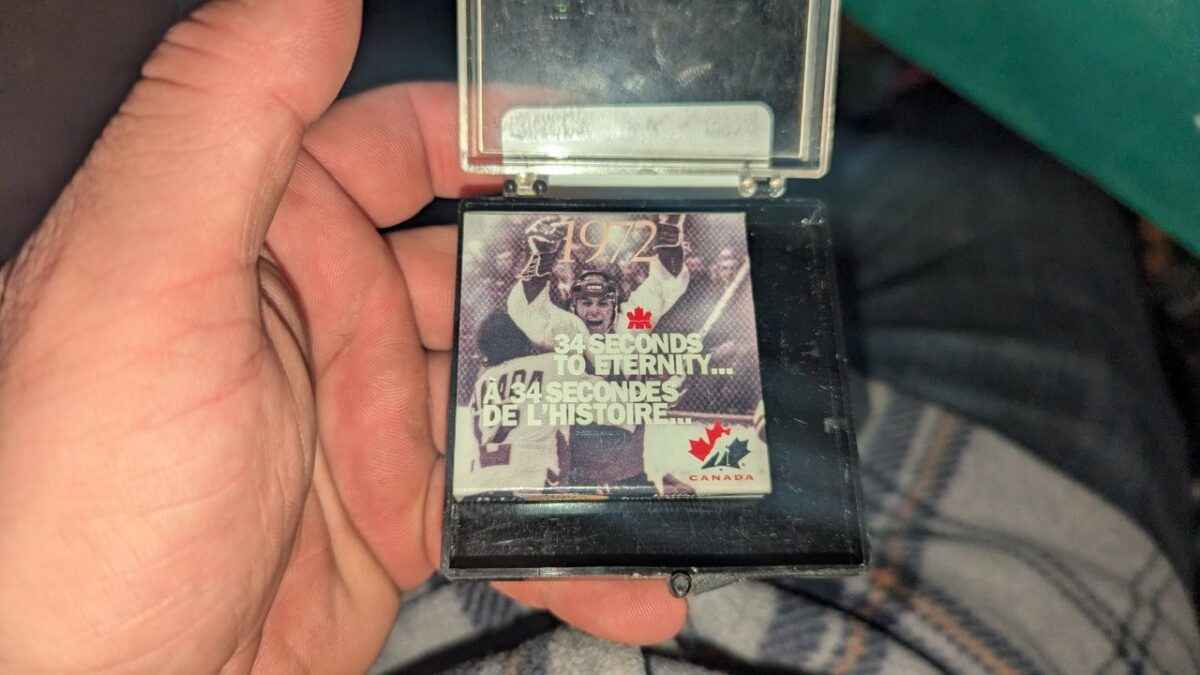 1972
34 SECONDS
TO ETERNITY...
À 34 SECONDES
DE L'HISTOIRE...
CANADA